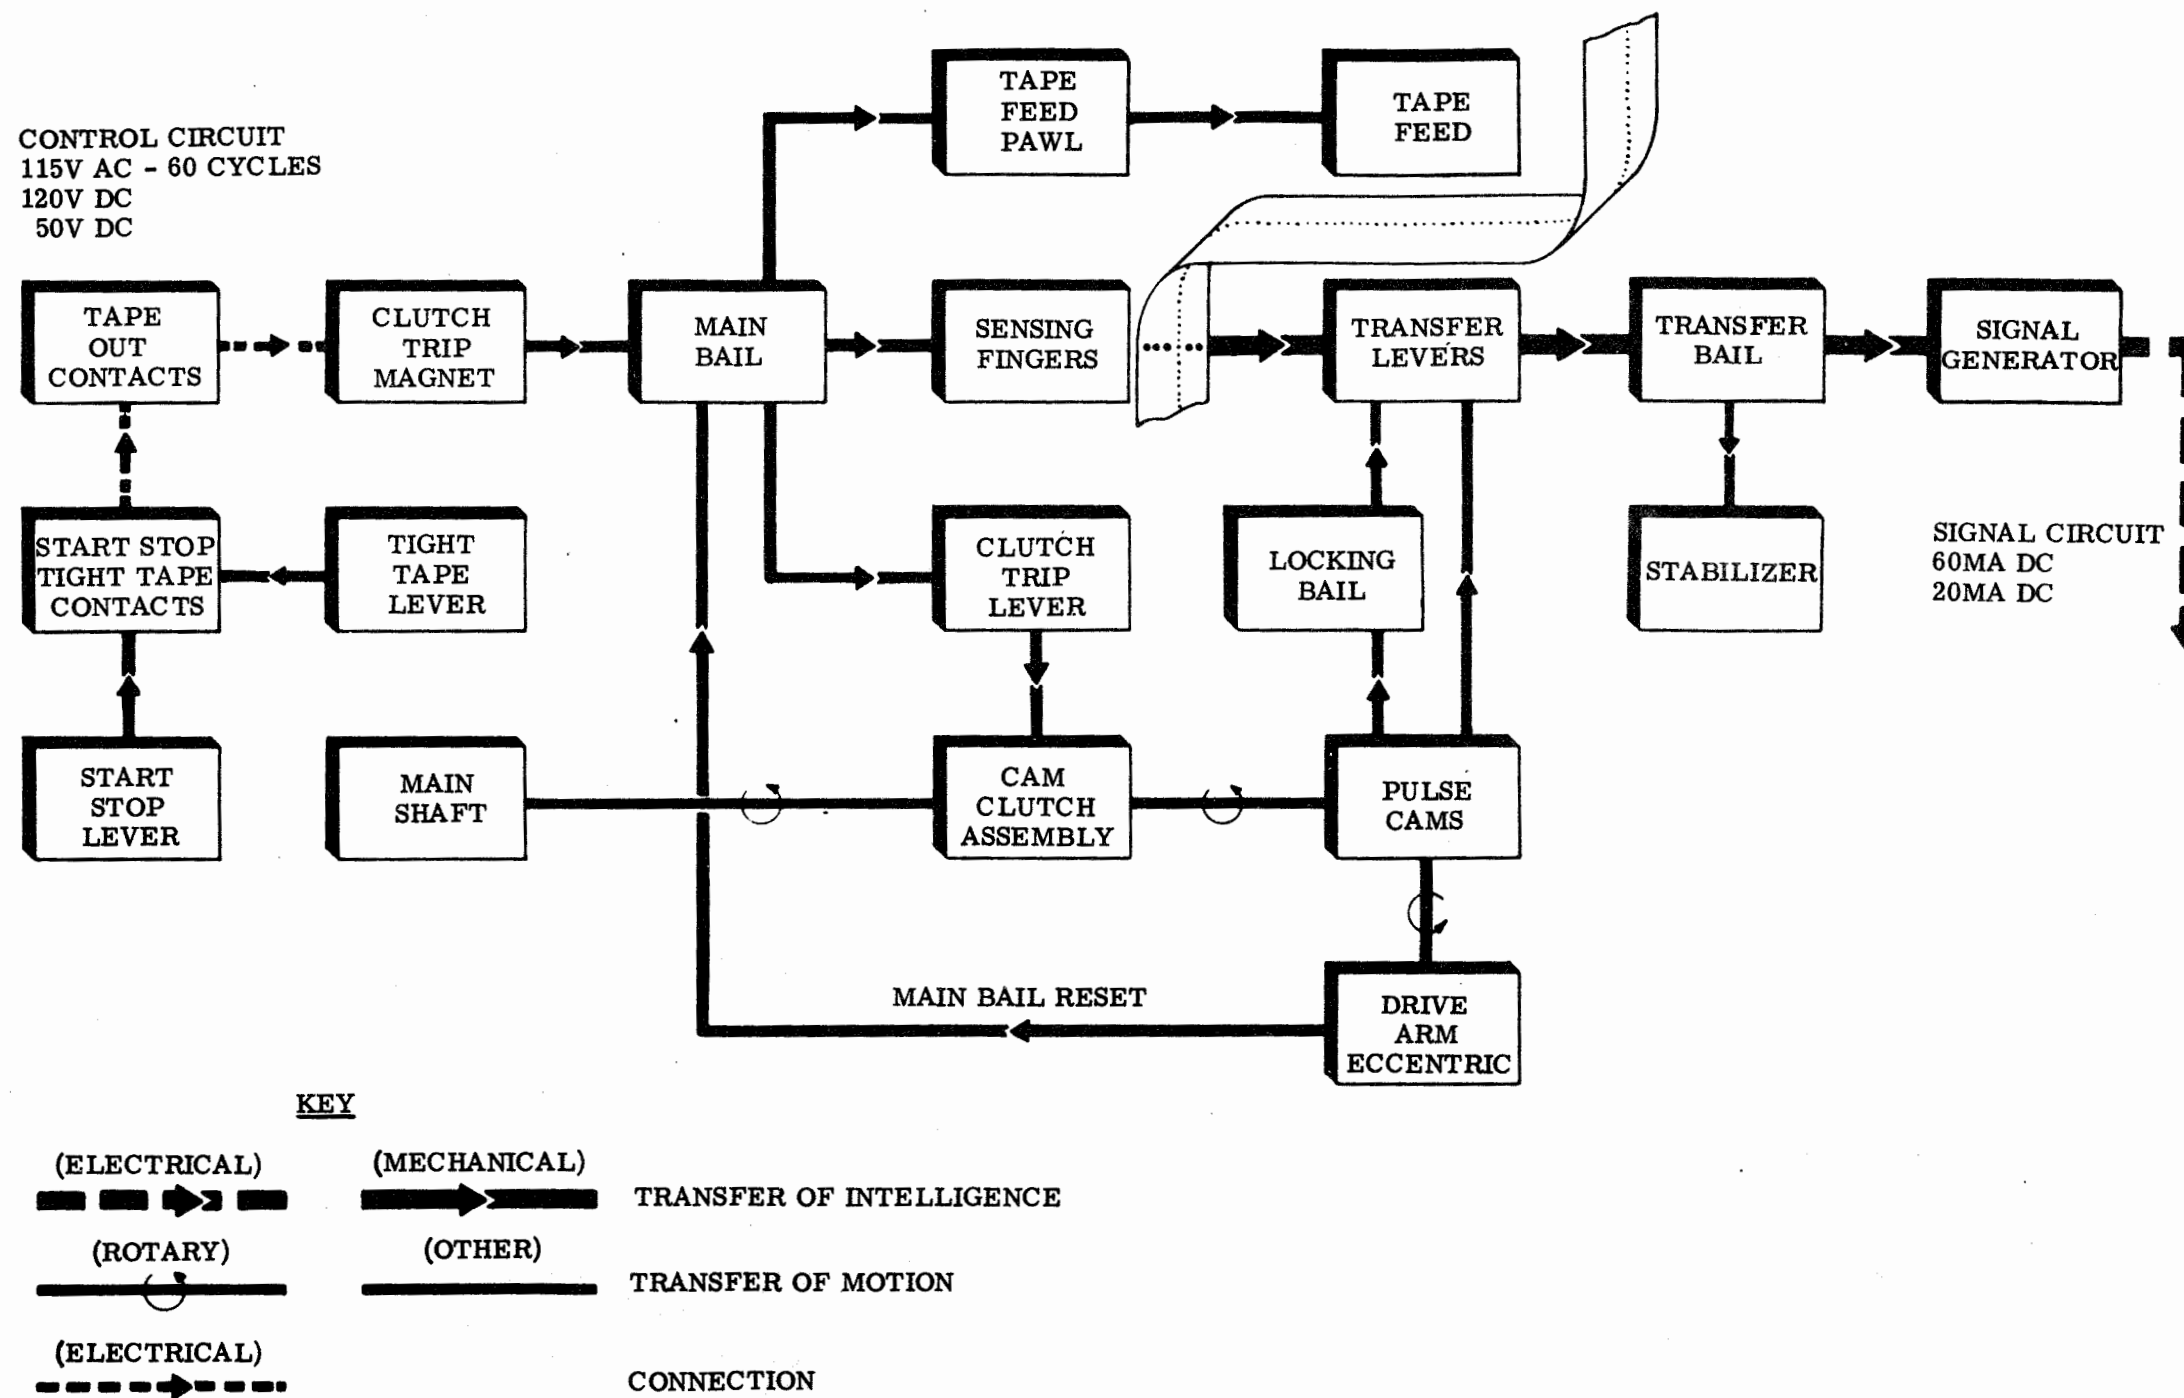 TAPE
FEED
PAWL
TAPE
FEED
CONTROL CIRCUIT
115V AC - 60 CYCLES
120V DC
50V DC
TAPE
OUT
CONTACTS
CLUTCH
TRIP
MAGNET
MAIN
BAIL
SENSING
FINGERS
TRANSFER
LEVERS
TRANSFER
BAIL
SIGNAL
GENERATOR
START STOP
TIGHT TAPE
CONTACTS
TIGHT
TAPE
LEVER
CLUTCH
TRIP
LEVER
LOCKING
BAIL
STABILIZER
SIGNAL CIRCUIT
60MA DC
20MA DC
START
STOP
LEVER
MAIN
SHAFT
CAM
CLUTCH
ASSEMBLY
PULSE
CAMS
MAIN BAIL RESET
DRIVE
ARM
ECCENTRIC
KEY
(ELECTRICAL)
(MECHANICAL)
TRANSFER OF INTELLIGENCE
(ROTARY)
(OTHER)
TRANSFER OF MOTION
(ELECTRICAL)
CONNECTION